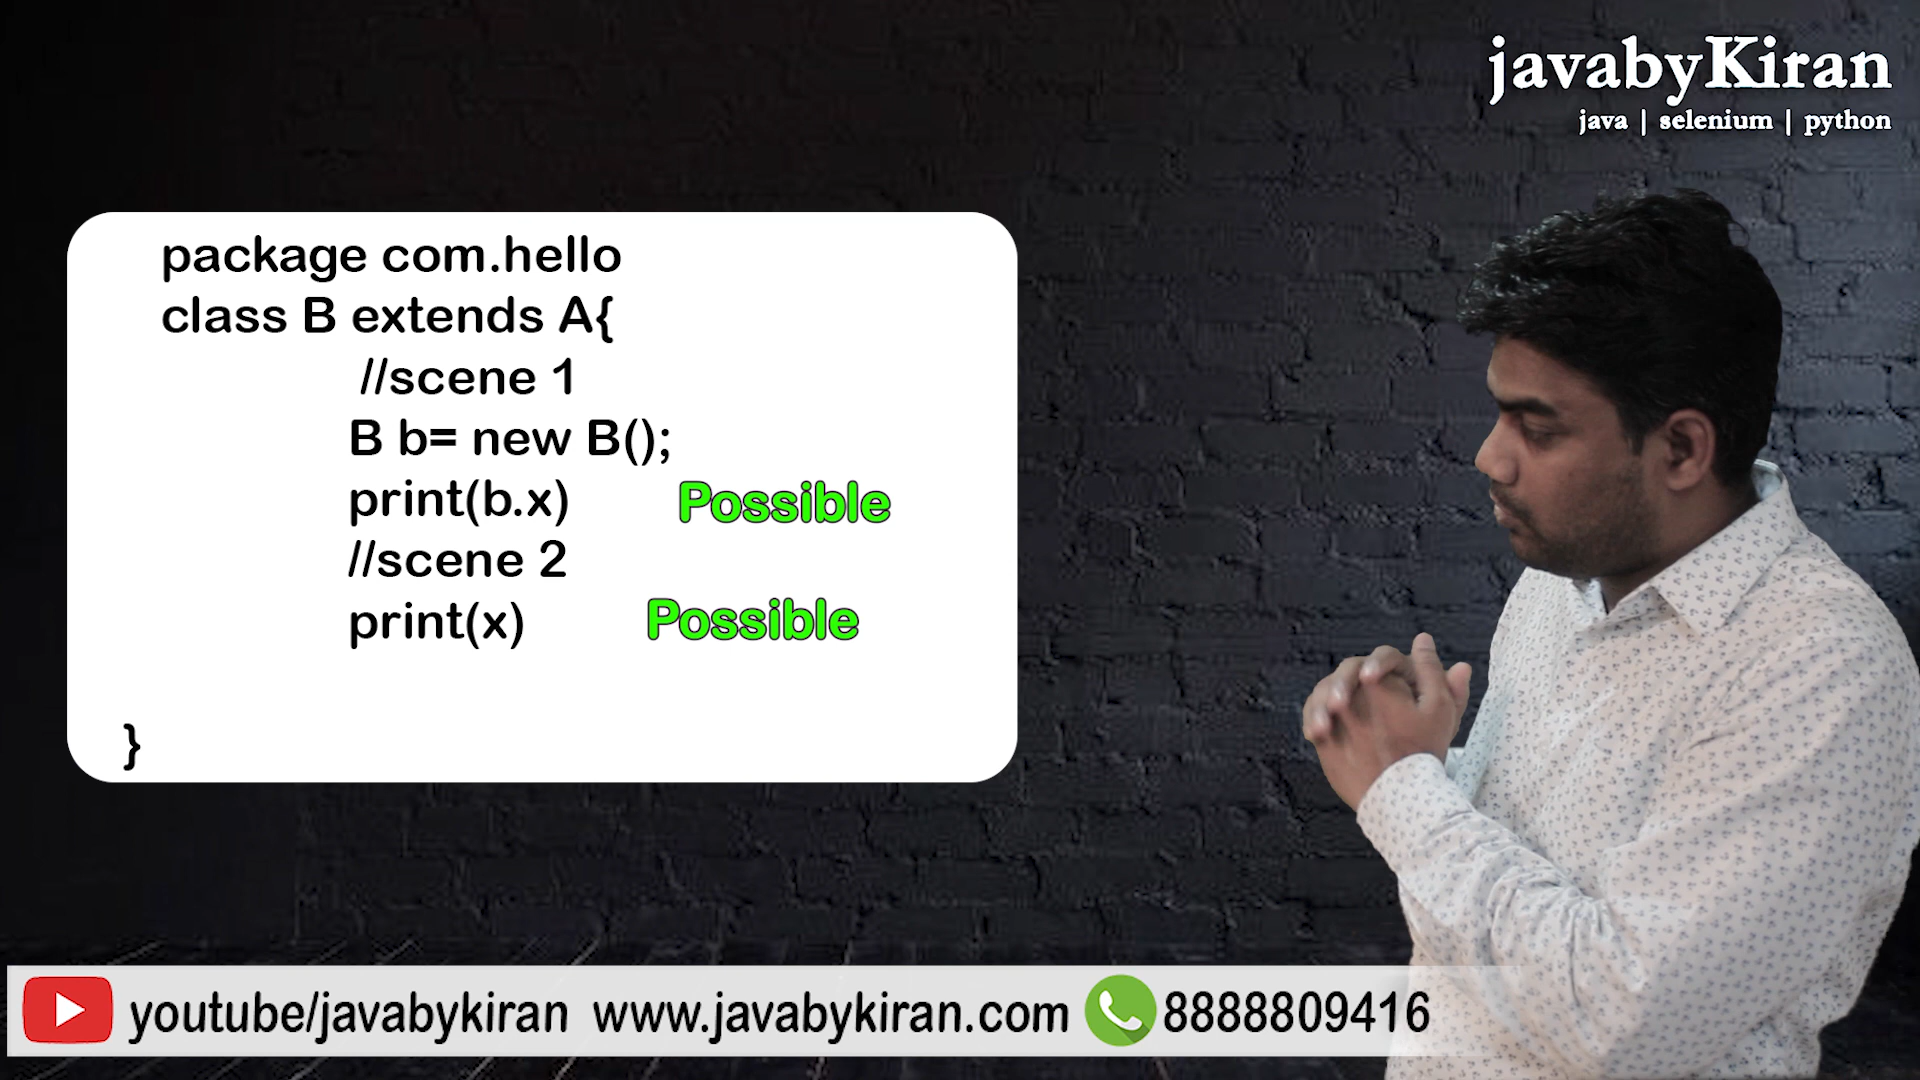 javabyKiran
java | selenium | python
package com.hello
class B extends A{
//scene 1
B b= new B();
print(b.x) Possible
//scene 2
print(x) Possible
}
youtube/javabykiran www.javabykiran.com 8888809416